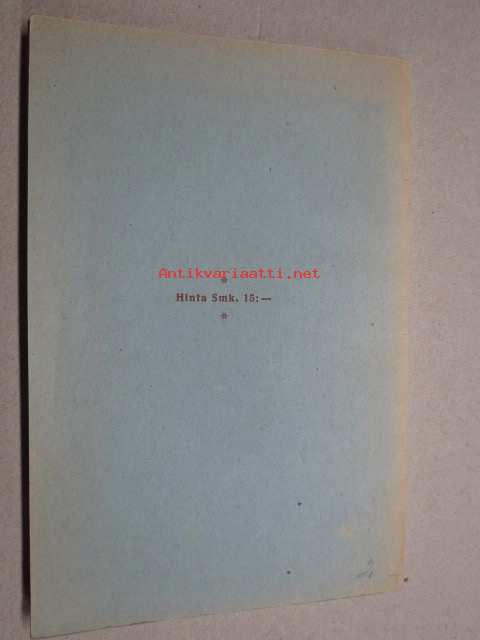 Antikvariaatti.net
*
Hinta Smk. 15:—
*